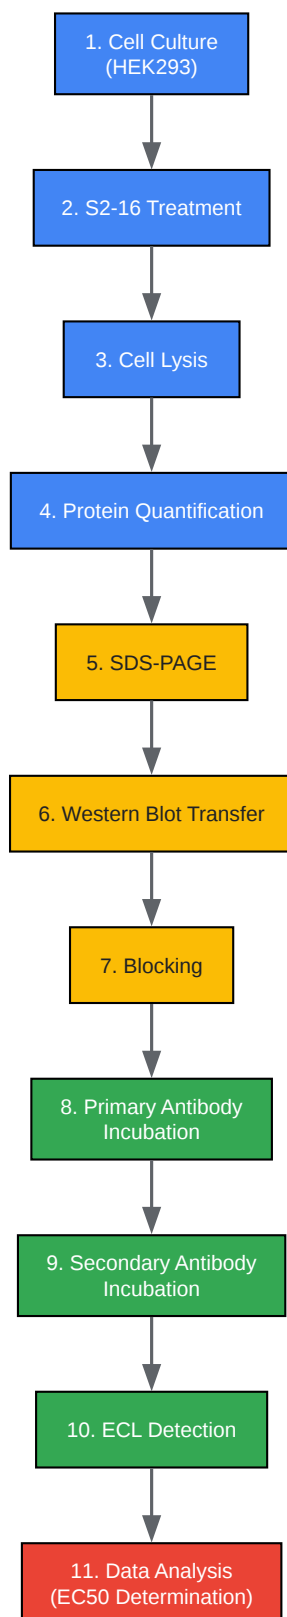 1. Cell Culture
(HEK293)
2. S2-16 Treatment
3. Cell Lysis
4. Protein Quantification
5. SDS-PAGE
6. Western Blot Transfer
7. Blocking
8. Primary Antibody
Incubation
9. Secondary Antibody
Incubation
10. ECL Detection
11. Data Analysis
(EC50 Determination)